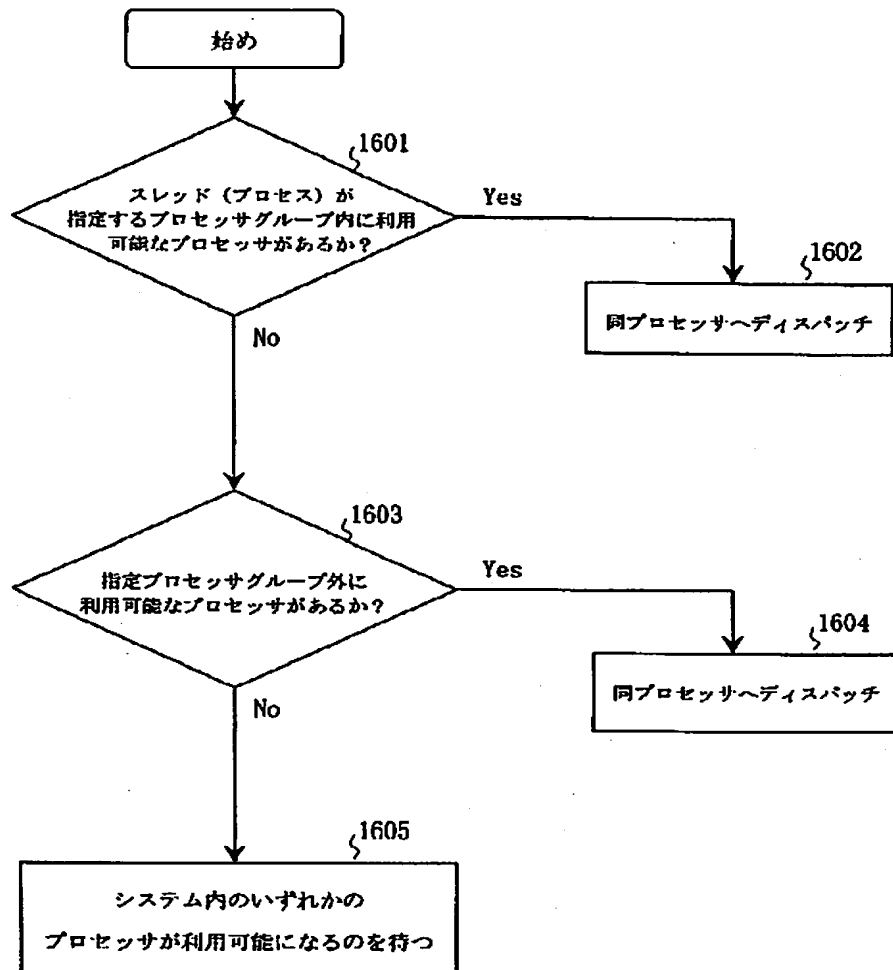 始め
1601
スレッド（プロセス）が
指定するプロセッサグループ内に利用
可能なプロセッサがあるか？
Yes
1602
同プロセッサへディスパッチ
No
1603
指定プロセッサグループ外に
利用可能なプロセッサがあるか？
Yes
1604
同プロセッサへディスパッチ
No
1605
システム内のいずれかの
プロセッサが利用可能になるのを待つ